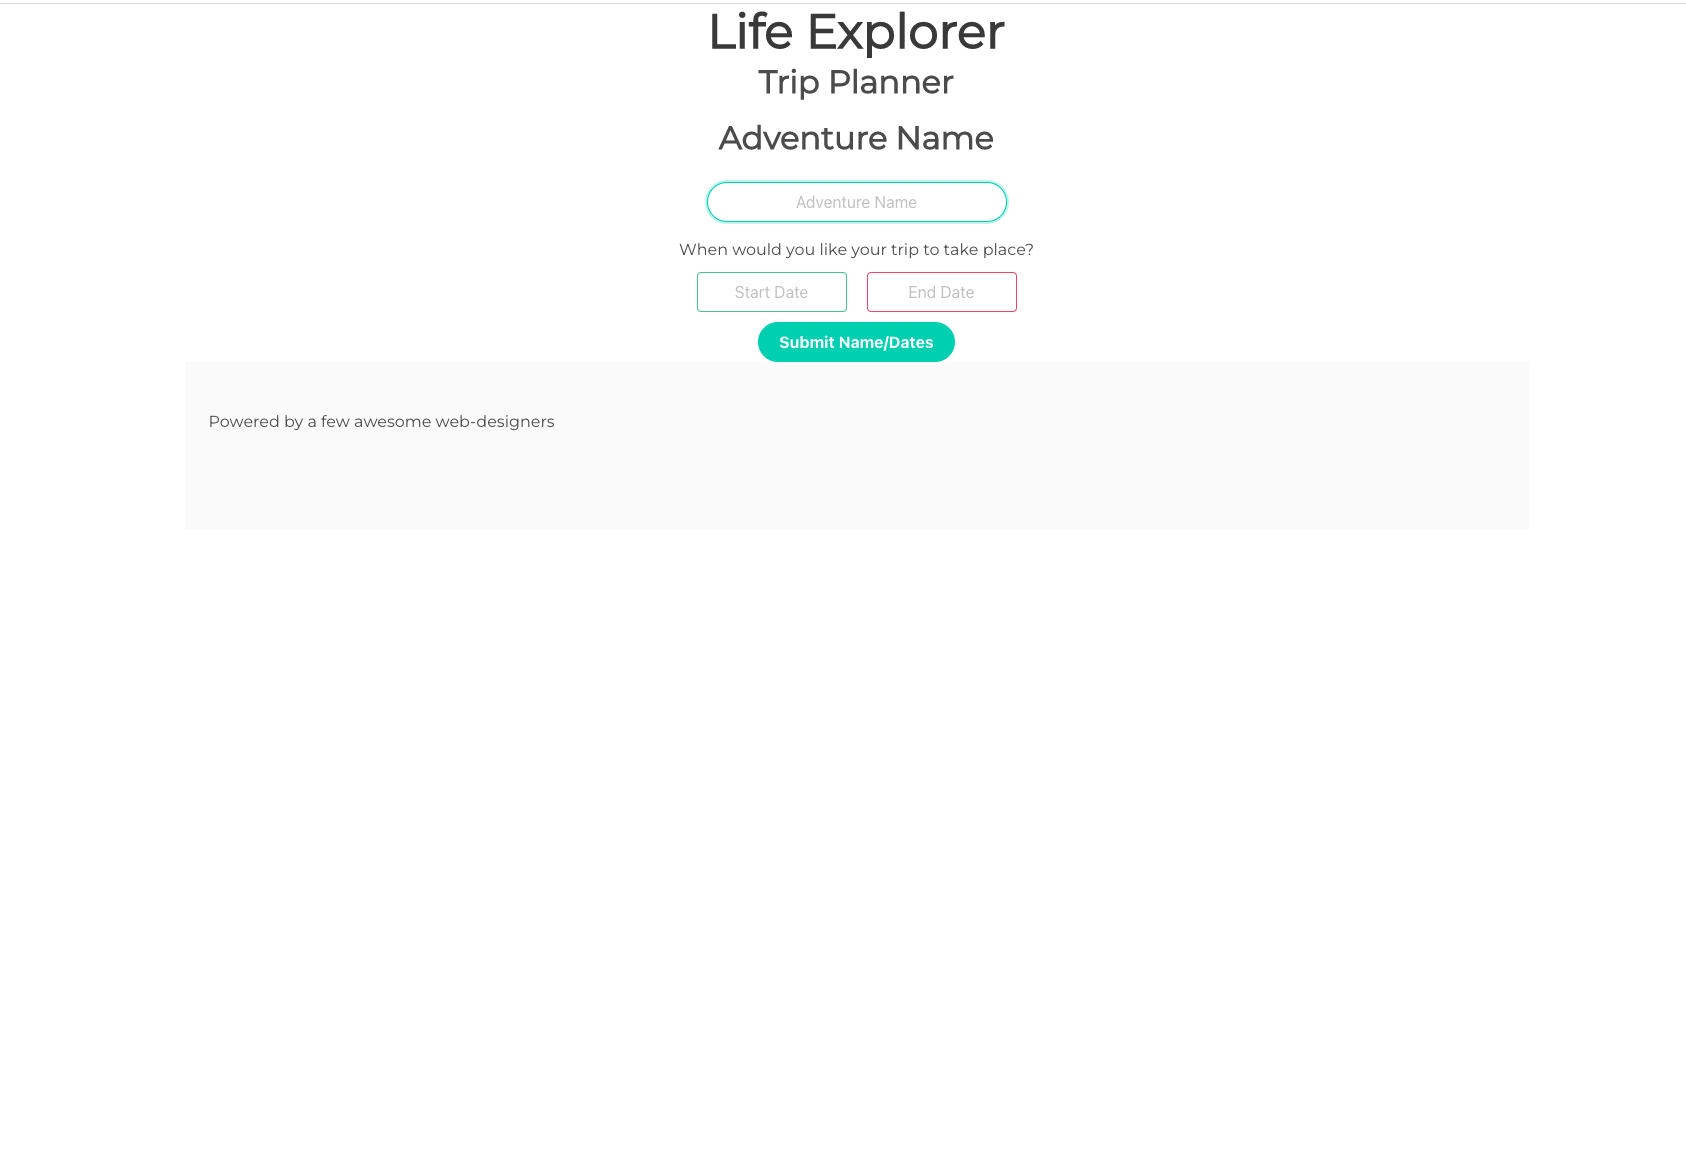 Life Explorer
Trip Planner
Adventure Name
Adventure Name
When would you like your trip to take place?
Start Date End Date
Submit Name/Dates
Powered by a few awesome web-designers